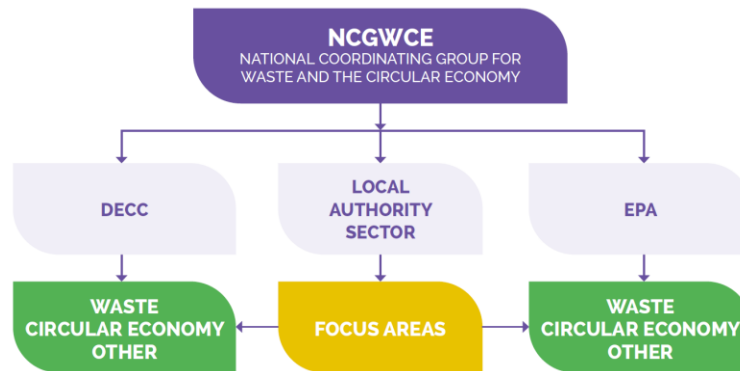 NCGWCE
NATIONAL COORDINATING GROUP FOR
WASTE AND THE CIRCULAR ECONOMY
DECC
LOCAL
AUTHORITY
SECTOR
EPA
WASTE
CIRCULAR ECONOMY
OTHER
FOCUS AREAS
WASTE
CIRCULAR ECONOMY
OTHER